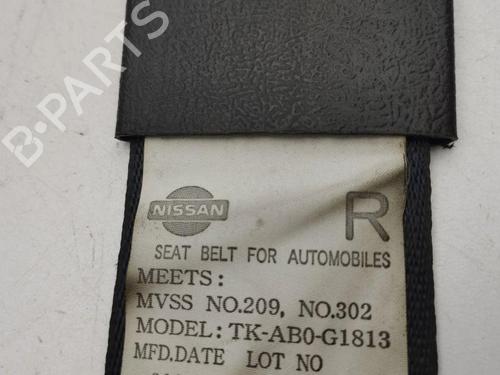 B-PARTS
NISSAN
R
SEAT BELT FOR AUTOMOBILES
MEETS:
MVSS NO.209, NO.302
MODEL: TK-AB0-G1813
MFD.DATE LOT NO